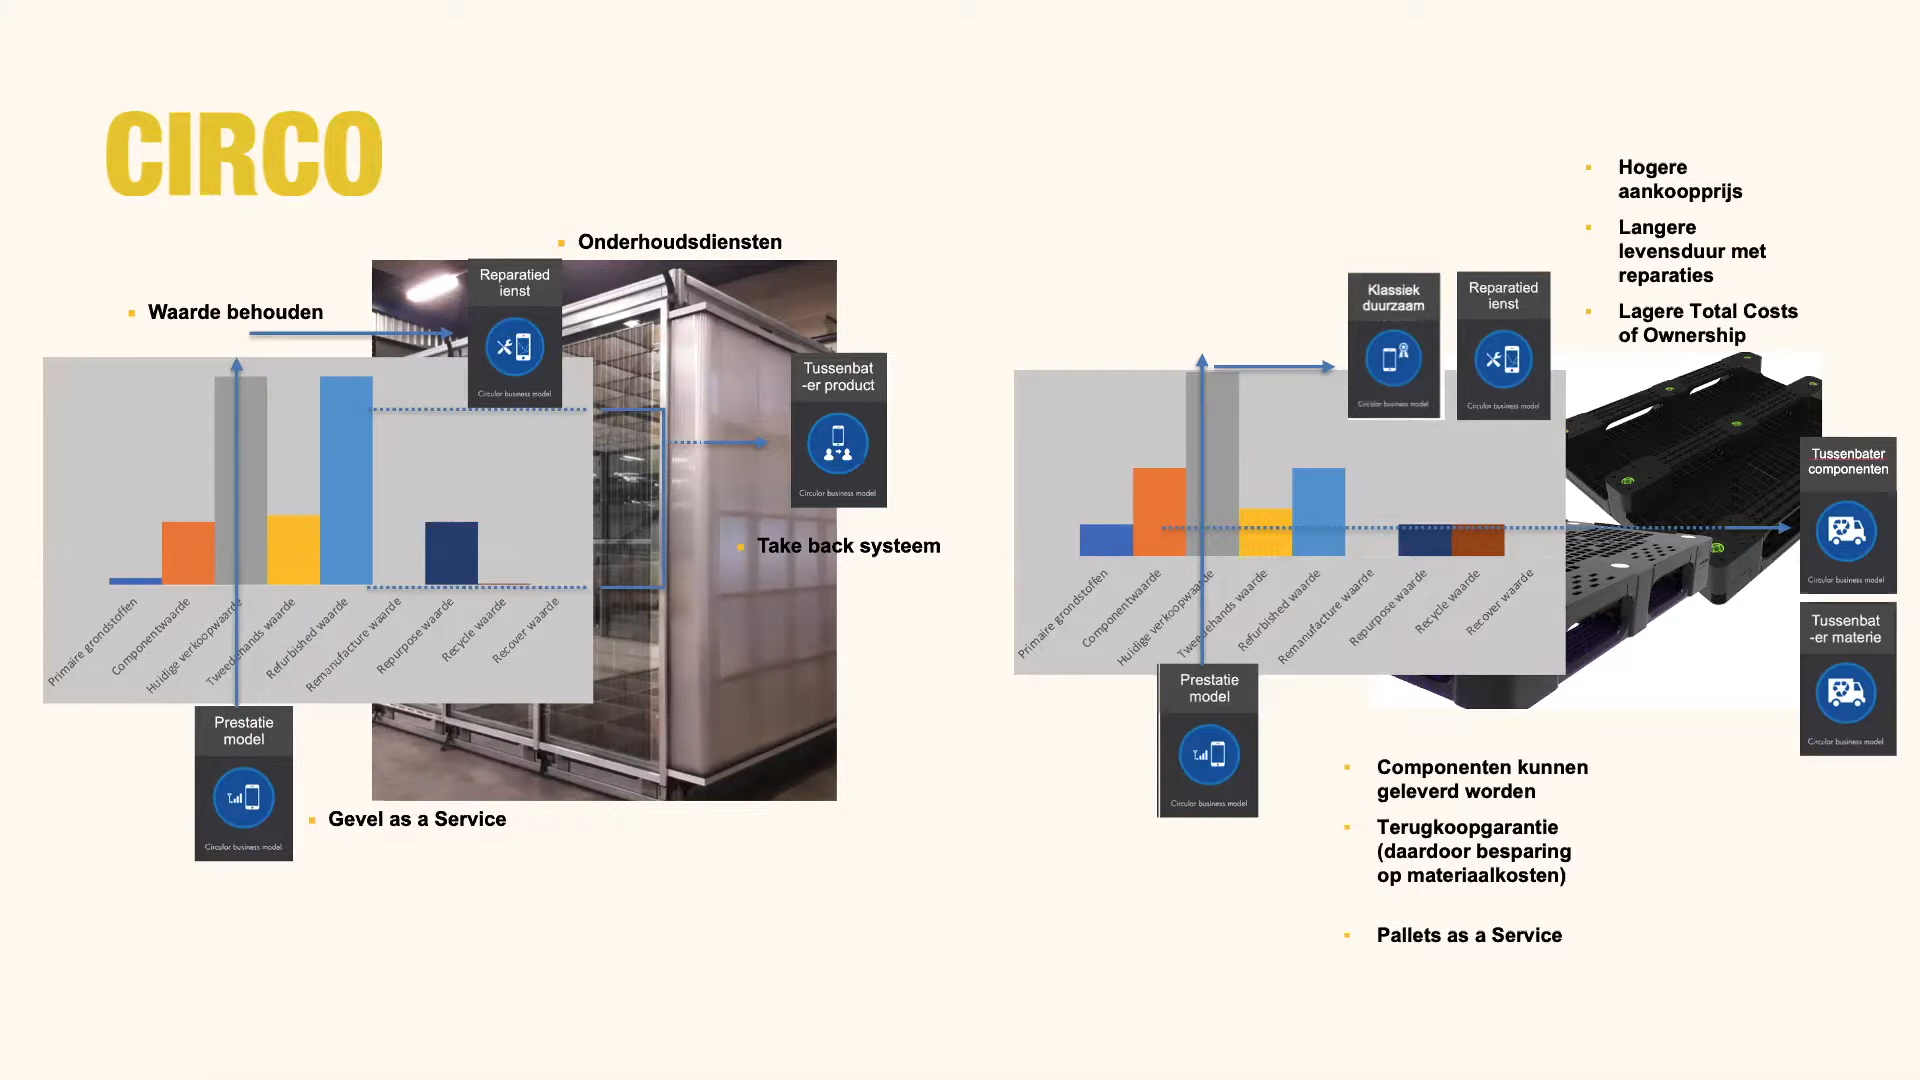 CIRCO
Onderhoudsdiensten
Waarde behouden
Reparatied
ienst
Circular business model
Tussenbat
-er product
Circular business model
Take back systeem
Primaire grondstoffen
Componentwaarde
Huidige verkoopwaarde
Tweedehands waarde
Refurbished waarde
Remanufacture waarde
Repurpose waarde
Recycle waarde
Recover waarde
Prestatie
model
Circular business model
Gevel as a Service
Hogere
aankoopprijs
Langere
levensduur met
reparaties
Lagere Total Costs
of Ownership
Klassiek
duurzaam
Circular business model
Reparatied
ienst
Circular business model
Tussenbater
componenten
Circular business model
Tussenbat
-er materie
Circular business model
Primaire grondstoffen
Componentwaarde
Huidige verkoopwaarde
Tweedehands waarde
Refurbished waarde
Remanufacture waarde
Repurpose waarde
Recycle waarde
Recover waarde
Prestatie
model
Circular business model
Componenten kunnen
geleverd worden
Terugkoopgarantie
(daardoor besparing
op materiaalkosten)
Pallets as a Service